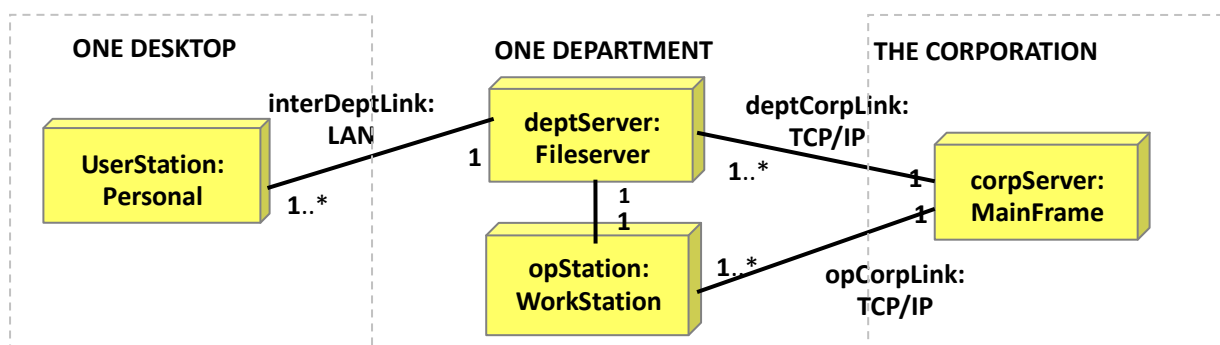 ONE DESKTOP
ONE DEPARTMENT
THE CORPORATION
interDeptLink:
LAN
deptServer:
Fileserver
deptCorpLink:
TCP/IP
UserStation:
Personal
1
1..*
1..*
1
corpServer:
MainFrame
1
1
1
opStation:
WorkStation
1..*
opCorpLink:
TCP/IP